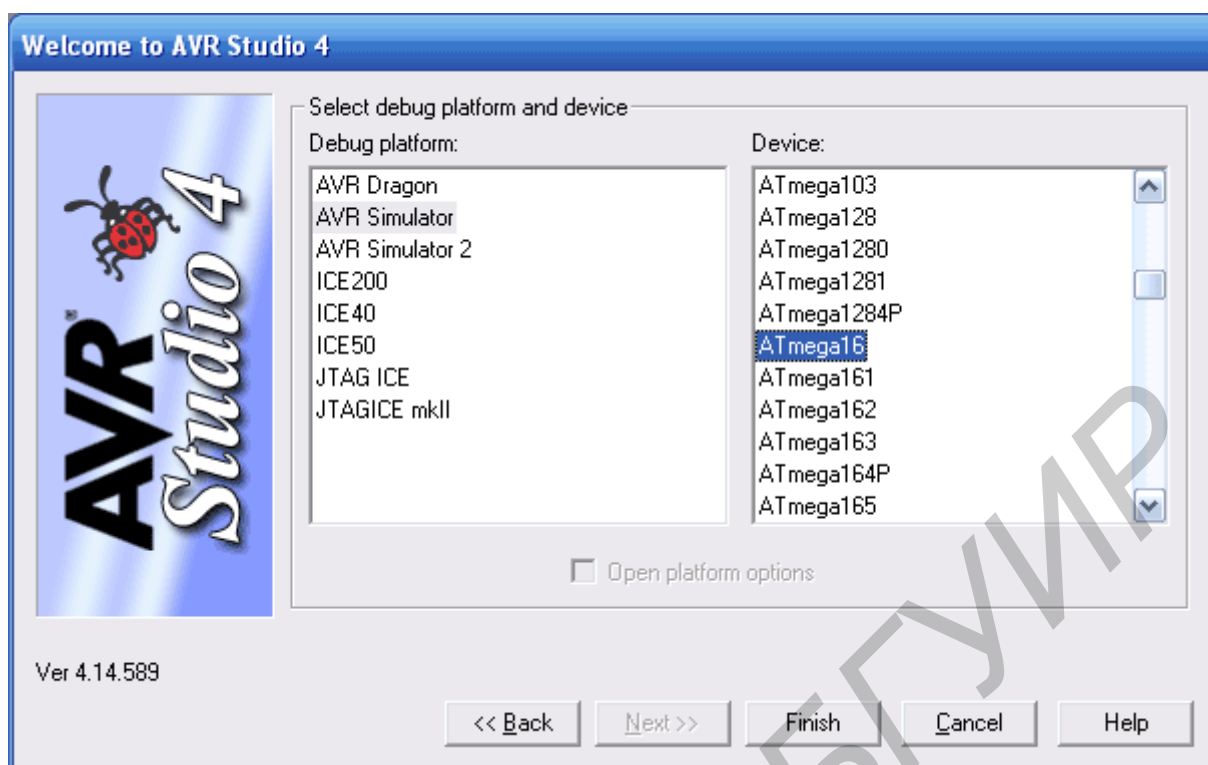 Welcome to AVR Studio 4
AVR® Studio 4
Select debug platform and device
Debug platform:
AVR Dragon
AVR Simulator
AVR Simulator 2
ICE200
ICE40
ICE50
JTAG ICE
JTAGICE mkII
Device:
ATmega103
ATmega128
ATmega1280
ATmega1281
ATmega1284P
ATmega16
ATmega161
ATmega162
ATmega163
ATmega164P
ATmega165
Open platform options
Ver 4.14.589
<< Back
Next >>
Finish
Cancel
Help
БГУИР